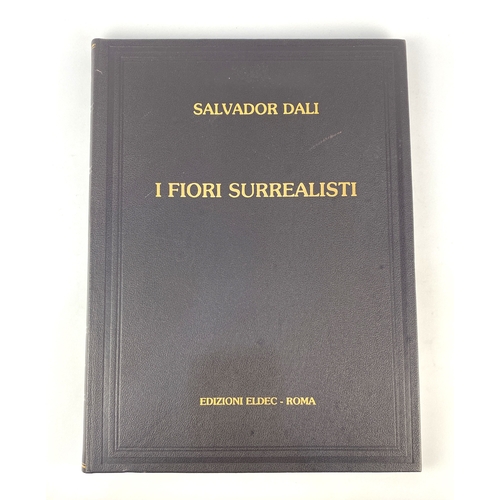 SALVADOR DALI
I FIORI SURREALISTI
EDIZIONI ELDEC - ROMA